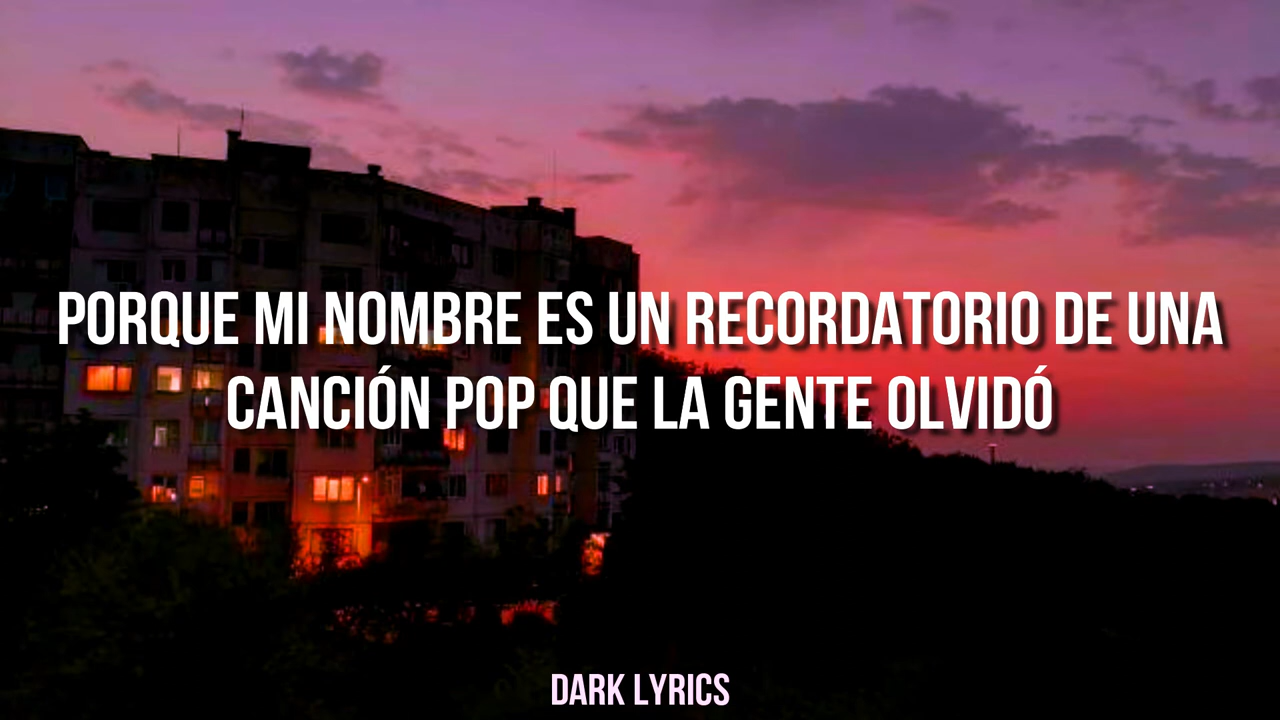 PORQUE MI NOMBRE ES UN RECORDATORIO DE UNA
CANCIÓN POP QUE LA GENTE OLVIDÓ
DARK LYRICS